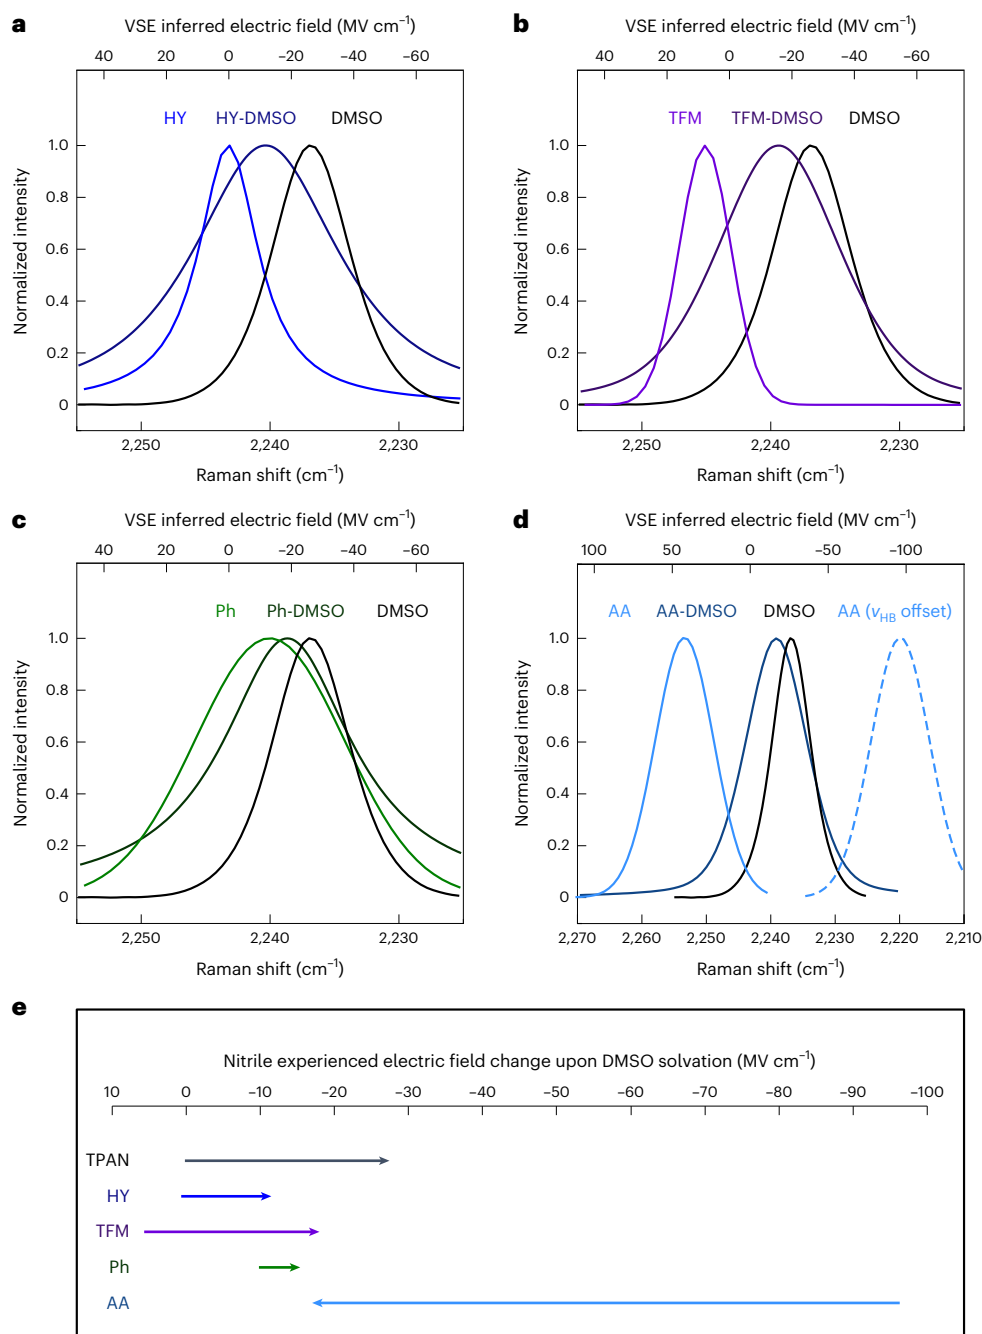 a
VSE inferred electric field (MV cm⁻¹)
40 20 0 −20 −40 −60
HY HY-DMSO DMSO
1.0
0.8
0.6
0.4
0.2
0
Normalized intensity
2,250 2,240 2,230
Raman shift (cm⁻¹)
b
VSE inferred electric field (MV cm⁻¹)
40 20 0 −20 −40 −60
TFM TFM-DMSO DMSO
1.0
0.8
0.6
0.4
0.2
0
Normalized intensity
2,250 2,240 2,230
Raman shift (cm⁻¹)
c
VSE inferred electric field (MV cm⁻¹)
40 20 0 −20 −40 −60
Ph Ph-DMSO DMSO
1.0
0.8
0.6
0.4
0.2
0
Normalized intensity
2,250 2,240 2,230
Raman shift (cm⁻¹)
d
VSE inferred electric field (MV cm⁻¹)
100 50 0 −50 −100
AA AA-DMSO DMSO AA (νHB offset)
1.0
0.8
0.6
0.4
0.2
0
Normalized intensity
2,270 2,260 2,250 2,240 2,230 2,220 2,210
Raman shift (cm⁻¹)
e
Nitrile experienced electric field change upon DMSO solvation (MV cm⁻¹)
10 0 −10 −20 −30 −40 −50 −60 −70 −80 −90 −100
TPAN
HY
TFM
Ph
AA